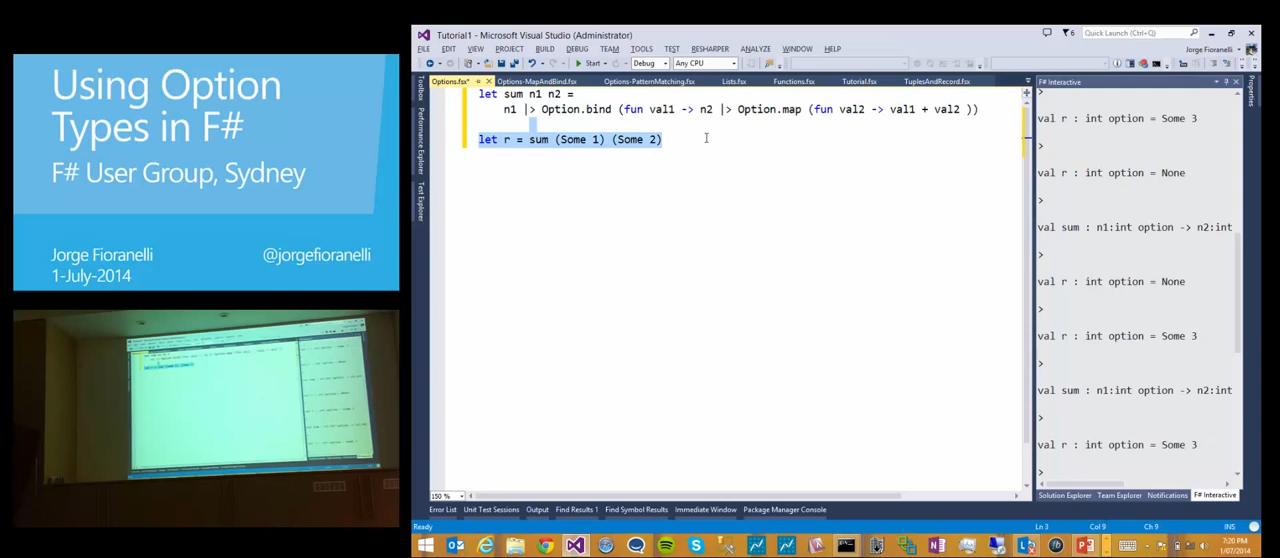 Using Option
Types in F#
F# User Group, Sydney
Jorge Fioranelli
@jorgefioranelli
1-July-2014
Tutorial1 - Microsoft Visual Studio (Administrator)
6
Quick Launch (Ctrl+Q)
FILE EDIT VIEW PROJECT BUILD DEBUG TEAM TOOLS TEST RESHARPER ANALYZE WINDOW HELP
Jorge Fioranelli
Start
Debug
Any CPU
Options.fsx*
Options-MapAndBind.fsx
Options-PatternMatching.fsx
Lists.fsx
Functions.fsx
Tutorial.fsx
TuplesAndRecord.fsx
F# Interactive
Toolbox
Performance Explorer
Test Explorer
Properties
let sum n1 n2 =
n1 |> Option.bind (fun val1 -> n2 |> Option.map (fun val2 -> val1 + val2 ))
let r = sum (Some 1) (Some 2)
>
val r : int option = Some 3
>
val r : int option = None
>
val sum : n1:int option -> n2:int
>
val r : int option = None
>
val r : int option = Some 3
>
val sum : n1:int option -> n2:int
>
val r : int option = Some 3
>
150 %
Solution Explorer Team Explorer Notifications F# Interactive
Error List Unit Test Sessions Output Find Results 1 Find Symbol Results Immediate Window Package Manager Console
Ready
Ln 3
Col 9
Ch 9
INS
7:20 PM
1/07/2014